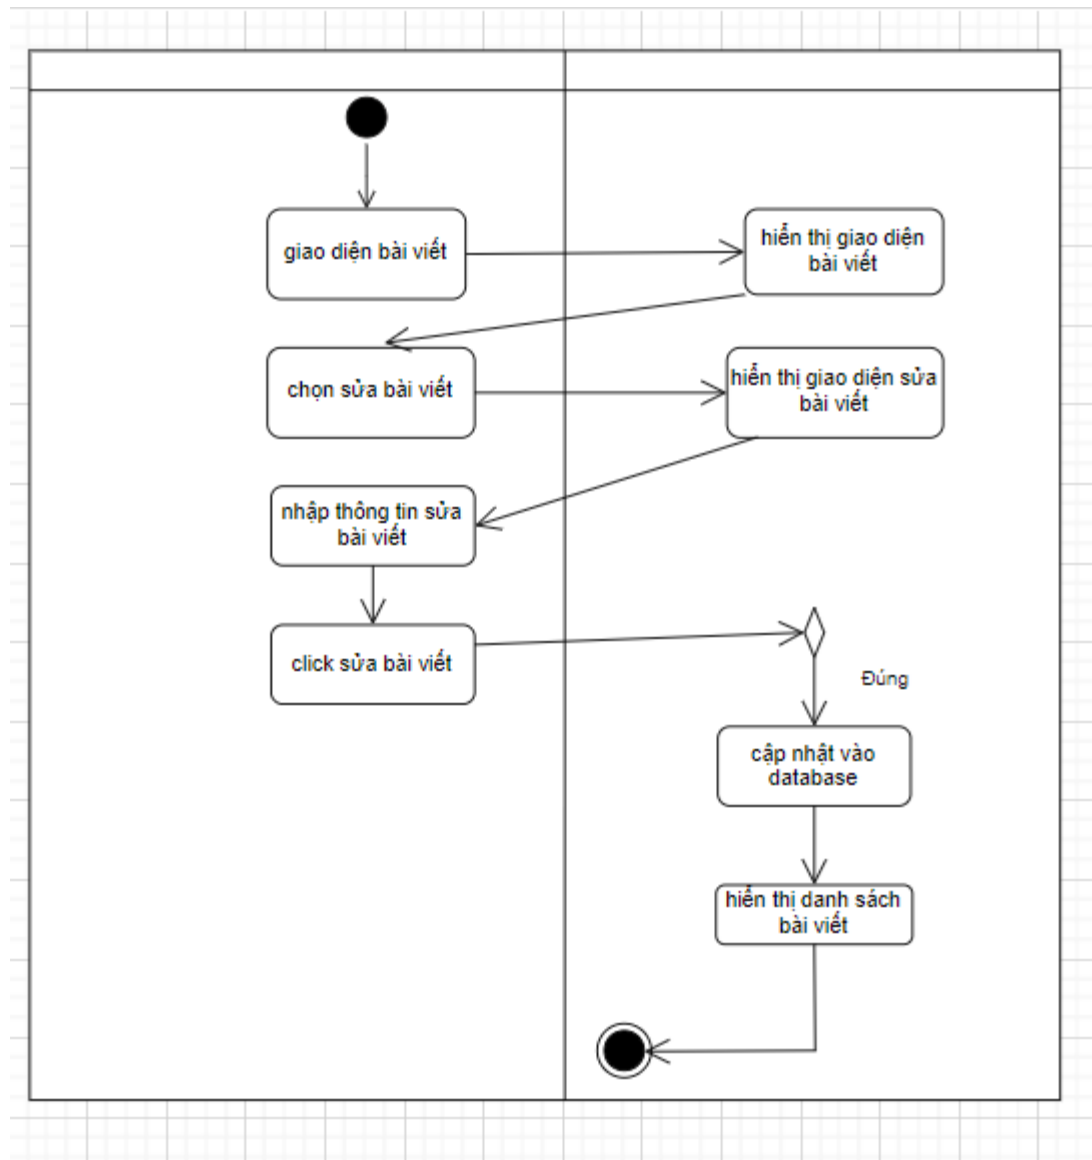 giao diện bài viết
hiển thị giao diện
bài viết
chọn sửa bài viết
hiển thị giao diện sửa
bài viết
nhập thông tin sửa
bài viết
click sửa bài viết
Đúng
cập nhật vào
database
hiển thị danh sách
bài viết